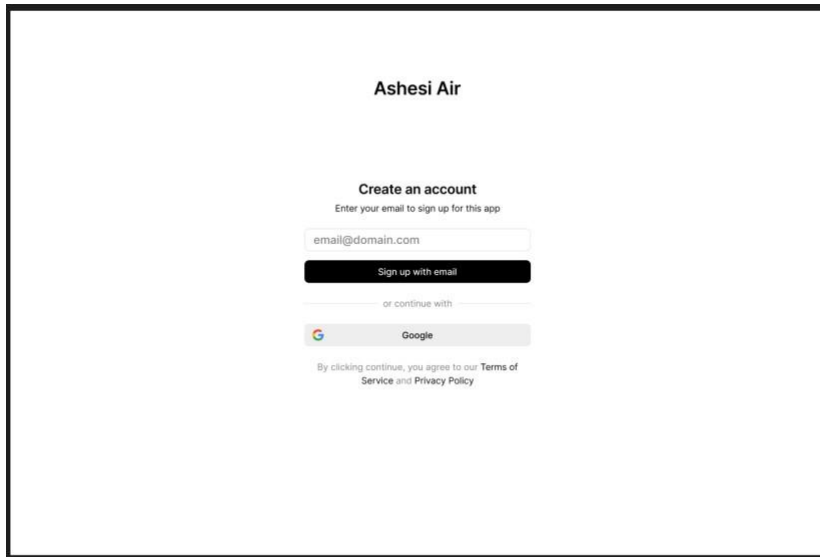 Ashesi Air
Create an account
Enter your email to sign up for this app
email@domain.com
Sign up with email
or continue with
Google
By clicking continue, you agree to our Terms of
Service and Privacy Policy